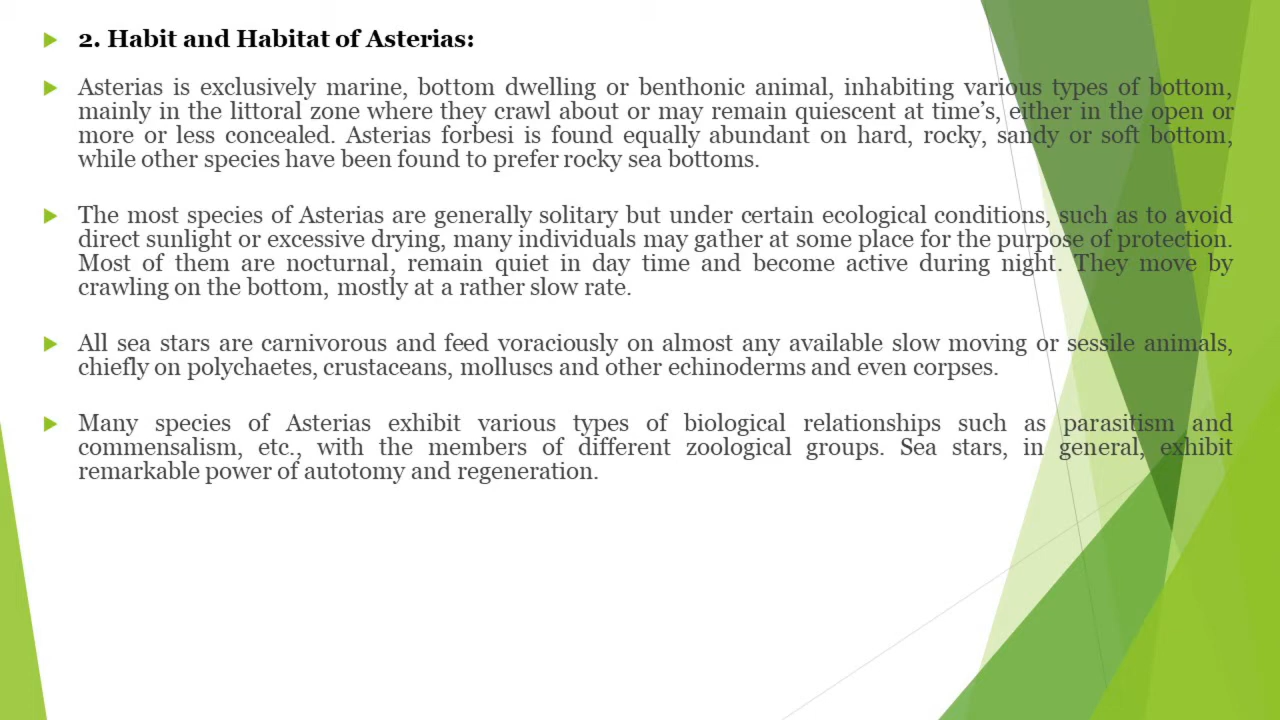 2. Habit and Habitat of Asterias:
Asterias is exclusively marine, bottom dwelling or benthonic animal, inhabiting various types of bottom,
mainly in the littoral zone where they crawl about or may remain quiescent at time’s, either in the open or
more or less concealed. Asterias forbesi is found equally abundant on hard, rocky, sandy or soft bottom,
while other species have been found to prefer rocky sea bottoms.
The most species of Asterias are generally solitary but under certain ecological conditions, such as to avoid
direct sunlight or excessive drying, many individuals may gather at some place for the purpose of protection.
Most of them are nocturnal, remain quiet in day time and become active during night. They move by
crawling on the bottom, mostly at a rather slow rate.
All sea stars are carnivorous and feed voraciously on almost any available slow moving or sessile animals,
chiefly on polychaetes, crustaceans, molluscs and other echinoderms and even corpses.
Many species of Asterias exhibit various types of biological relationships such as parasitism and
commensalism, etc., with the members of different zoological groups. Sea stars, in general, exhibit
remarkable power of autotomy and regeneration.